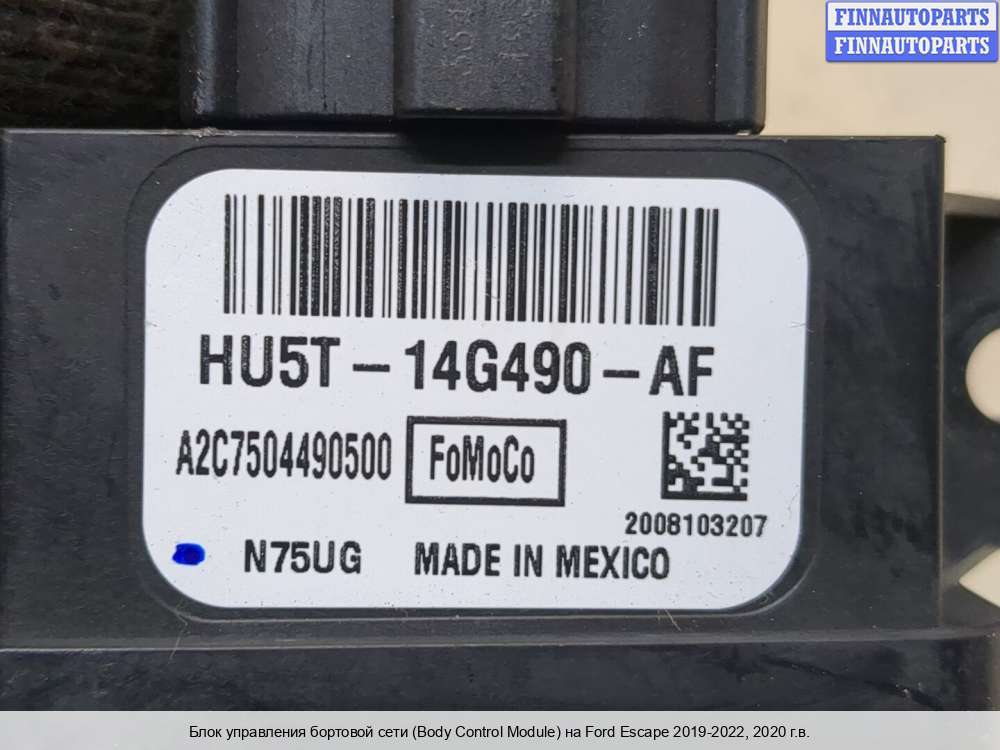 FINNAUTOPARTS
FINNAUTOPARTS
HU5T-14G490-AF
A2C7504490500 FoMoCo
2008103207
N75UG MADE IN MEXICO
Блок управления бортовой сети (Body Control Module) на Ford Escape 2019-2022, 2020 г.в.